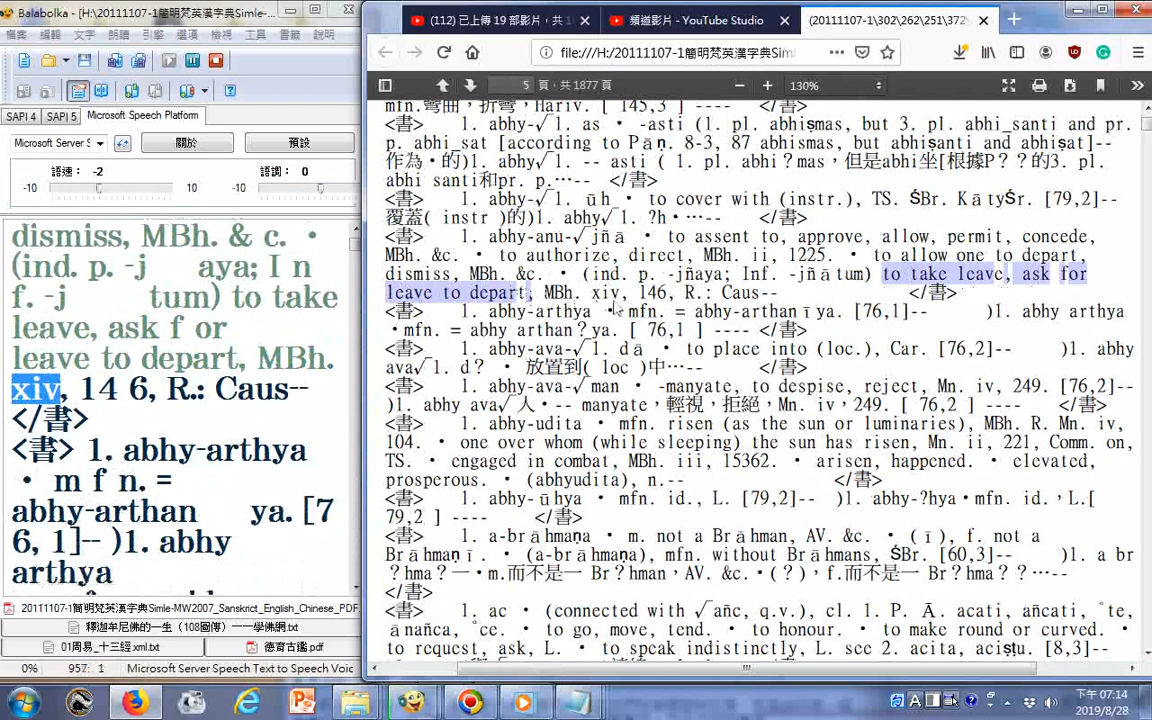 Balabolka - [H:\20111107-1簡明梵英漢字典Simle-
檔案 編輯 文字 朗讀 引擎 選項 檢視 工具 書籤 說明
SAPI 4 SAPI 5 Microsoft Speech Platform
Microsoft Server S 關於 預設
語速： -2 語調： 0
-10 10 -20
dismiss, MBh. & c. •
(ind. p. -j aya; I n
f. -j tum) to take
leave, ask f or
leave to depart, MBh.
xiv, 14 6, R.: Caus--
</書>
<書> 1. abhy-arthya
• m f n. =
abhy-arthan ya. [7
6, 1]-- )1. abhy
arthya
20111107-1簡明梵英漢字典Simle-MW2007_Sanskrit_English_Chinese_PDF.
釋迦牟尼佛的一生（108圖傳）一一學佛網.txt
01周易_十三經xml.txt 德育古鑑.pdf
0% 957: 1 Microsoft Server Speech Text to Speech Voic
(112) 已上傳 19 部影片，共 1 頻道影片 - YouTube Studio (20111107-1\302\262\251\372
file:///H:/20111107-1簡明梵英漢字典Simle
5 頁，共 1877 頁 130%
mfn.彎曲，折彎，Hariv. [ 145,3 ] ---- </書>
<書> 1. abhy-√1. as • -asti (1. pl. abhiṣmas, but 3. pl. abhi_santi and pr.
p. abhi_sat [according to Pāṇ. 8-3, 87 abhismas, but abhiṣanti and abhiṣat]--
作為•的)1. abhy√1. -- asti ( 1. pl. abhi？mas，但是abhi坐[根據P？？的3. pl.
abhi santi和pr. p.…-- </書>
<書> 1. abhy-√1. ūh • to cover with (instr.), TS. ŚBr. KātyŚr. [79,2]--
覆蓋( instr )的)1. abhy√1. ?h•…-- </書>
<書> 1. abhy-anu-√jñā • to assent to, approve, allow, permit, concede,
MBh. &c. • to authorize, direct, MBh. ii, 1225. • to allow one to depart,
dismiss, MBh. &c. • (ind. p. -jñaya; Inf. -jñātum) to take leave, ask for
leave to depart, MBh. xiv, 146, R.: Caus-- </書>
<書> 1. abhy-arthya • mfn. = abhy-arthanīya. [76,1]-- )1. abhy arthya
•mfn. = abhy arthan？ya. [ 76,1 ] ---- </書>
<書> 1. abhy-ava-√1. dā • to place into (loc.), Car. [76,2]-- )1. abhy
ava√1. d？ • 放置到( loc )中…-- </書>
<書> 1. abhy-ava-√man • -manyate, to despise, reject, Mn. iv, 249. [76,2]--
)1. abhy ava√人•-- manyate，輕視，拒絕，Mn. iv，249. [ 76,2 ] ---- </書>
<書> 1. abhy-udita • mfn. risen (as the sun or luminaries), MBh. R. Mn. iv,
104. • one over whom (while sleeping) the sun has risen, Mn. ii, 221, Comm. on,
TS. • engaged in combat, MBh. iii, 15362. • arisen, happened. • elevated,
prosperous. • (abhyudita), n.-- </書>
<書> 1. abhy-ūhya • mfn. id., L. [79,2]-- )1. abhy-?hya•mfn. id.，L.[
79,2 ] ---- </書>
<書> 1. a-brāhmaṇa • m. not a Brāhman, AV. &c. • (ī), f. not a
Brāhmaṇī. • (a-brāhmaṇa), mfn. without Brāhmans, ŚBr. [60,3]-- )1. a br
？hma？一•m.而不是一 Br？hman，AV. &c.•(？)，f.而不是一 Br？hma？？…--
</書>
<書> 1. ac • (connected with √añc, q.v.), cl. 1. P. Ā. acati, añcati, °te,
ānañca, °ce. • to go, move, tend. • to honour. • to make round or curved. •
to request, ask, L. • to speak indistinctly, L. see 2. acita, aciṣṭu. [8,3]--
下午 07:14
2019/8/28